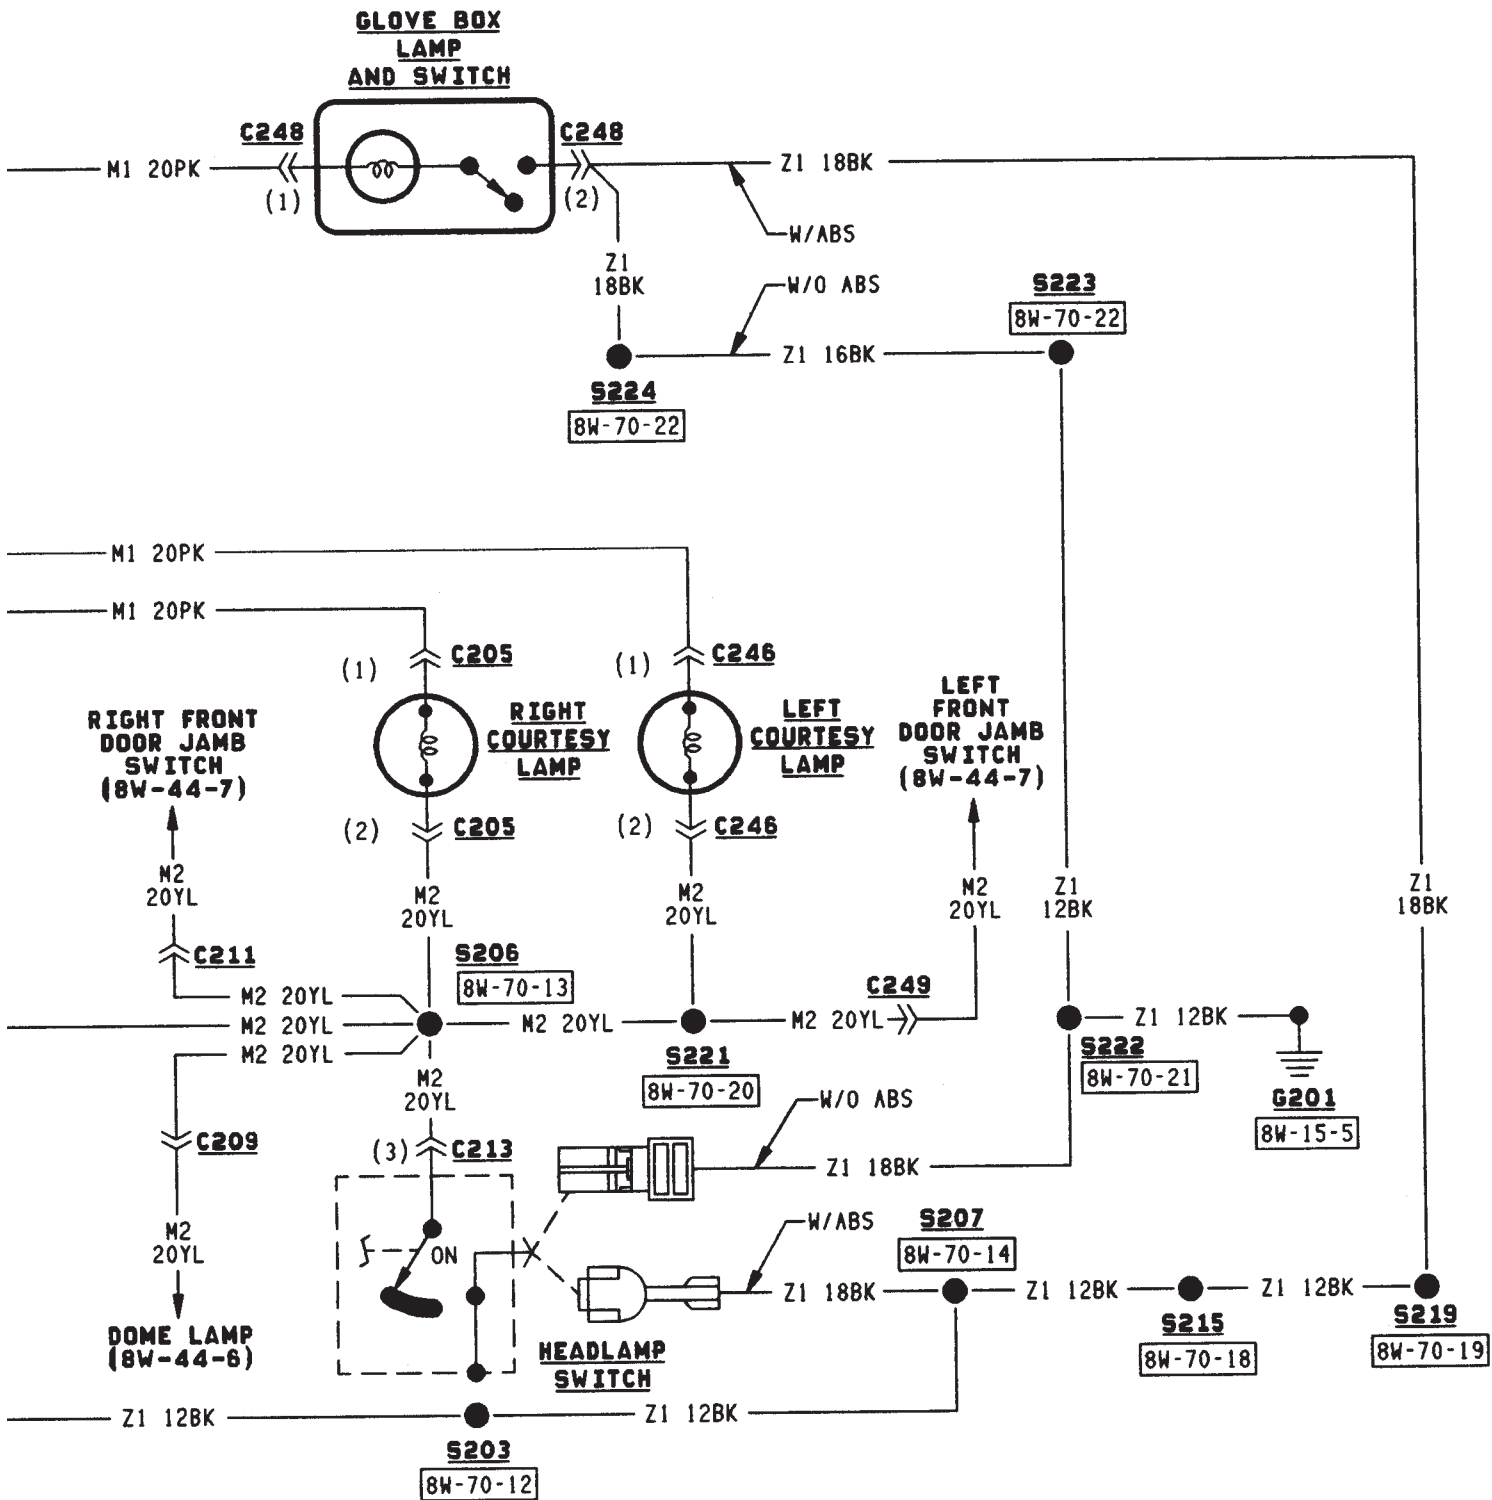 GLOVE BOX
LAMP
AND SWITCH
C248
C248
M1 20PK
(1)
(2)
Z1 18BK
W/ABS
Z1
18BK
W/O ABS
S223
8W-70-22
Z1 16BK
S224
8W-70-22
M1 20PK
M1 20PK
(1)
C205
(1)
C246
RIGHT FRONT
DOOR JAMB
SWITCH
(8W-44-7)
RIGHT
COURTESY
LAMP
LEFT
COURTESY
LAMP
LEFT
FRONT
DOOR JAMB
SWITCH
(8W-44-7)
(2)
C205
(2)
C246
M2
20YL
M2
20YL
M2
20YL
M2
20YL
Z1
12BK
Z1
18BK
C211
S206
8W-70-13
C249
M2 20YL
M2 20YL
M2 20YL
M2 20YL
M2 20YL
Z1 12BK
S221
8W-70-20
S222
8W-70-21
G201
8W-15-5
M2
20YL
C209
(3)
C213
W/O ABS
Z1 18BK
M2
20YL
ON
W/ABS
S207
8W-70-14
Z1 18BK
Z1 12BK
Z1 12BK
S215
8W-70-18
S219
8W-70-19
DOME LAMP
(8W-44-6)
HEADLAMP
SWITCH
Z1 12BK
Z1 12BK
S203
8W-70-12